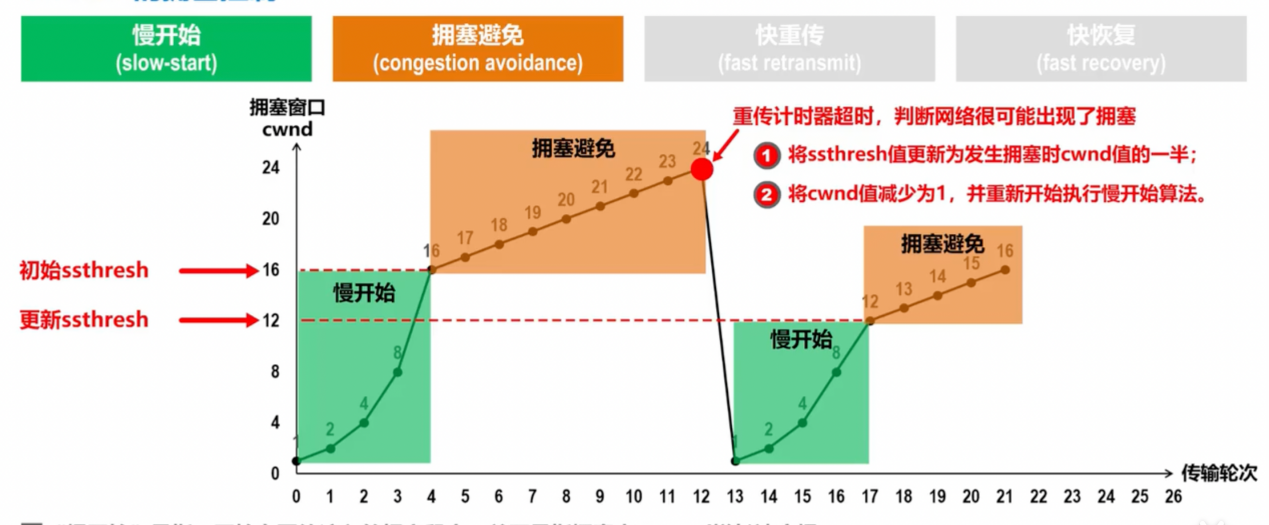 慢开始
(slow-start)
拥塞避免
(congestion avoidance)
快重传
(fast retransmit)
快恢复
(fast recovery)
拥塞窗口
cwnd
重传计时器超时，判断网络很可能出现了拥塞
1 将ssthresh值更新为发生拥塞时cwnd值的一半；
2 将cwnd值减少为1，并重新开始执行慢开始算法。
拥塞避免
24
20
16
12
8
4
0
初始ssthresh
更新ssthresh
慢开始
1
2
4
8
16
17
18
19
20
21
22
23
24
慢开始
1
2
4
8
拥塞避免
12
13
14
15
16
传输轮次
0 1 2 3 4 5 6 7 8 9 10 11 12 13 14 15 16 17 18 19 20 21 22 23 24 25 26